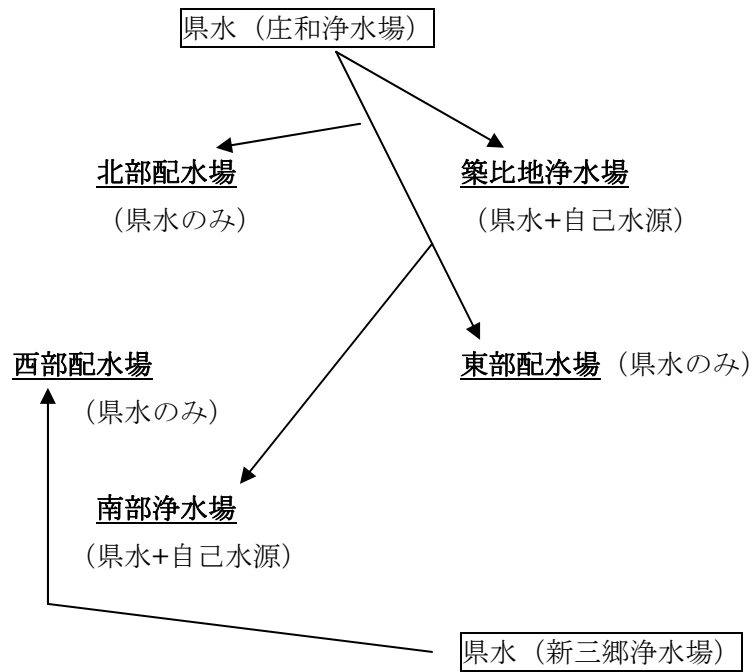 県水（庄和浄水場）
北部配水場
（県水のみ）
築比地浄水場
（県水+自己水源）
西部配水場
（県水のみ）
東部配水場（県水のみ）
南部浄水場
（県水+自己水源）
県水（新三郷浄水場）